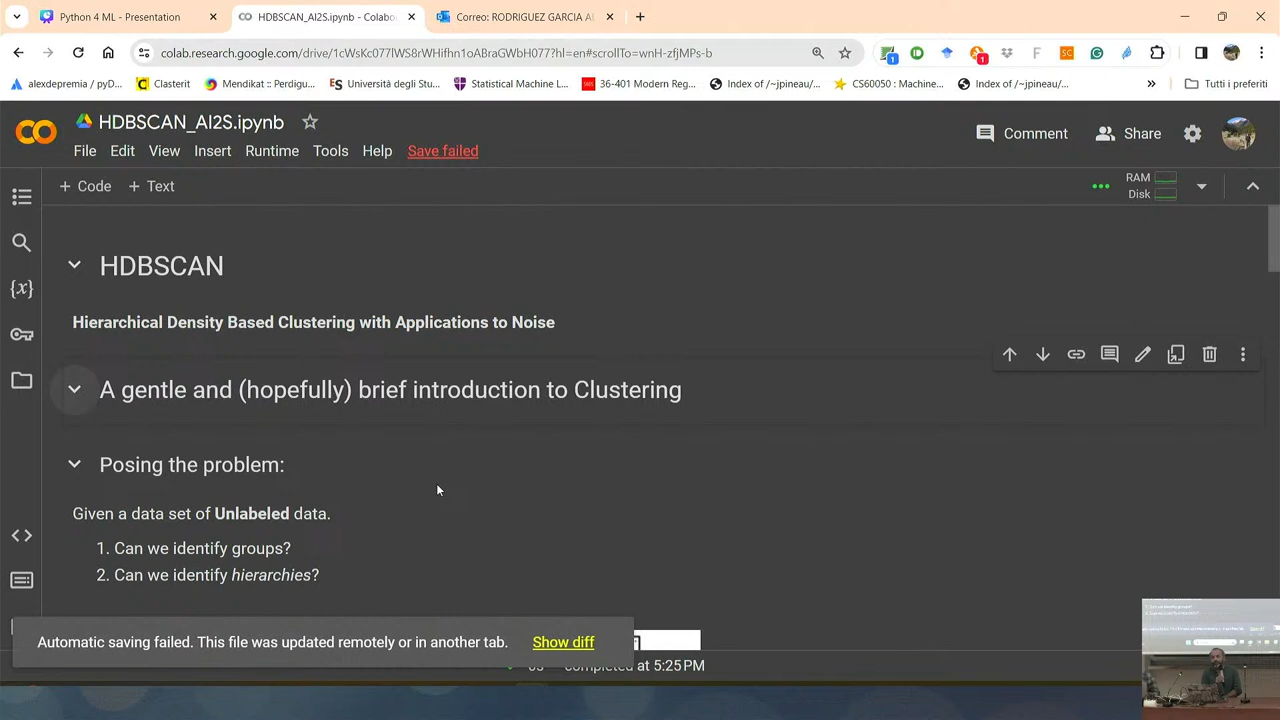 Python 4 ML - Presentation
HDBSCAN_AI2S.ipynb - Colabo
Correo: RODRIGUEZ GARCIA AL
colab.research.google.com/drive/1cWsKc077lWS8rWHifhn1oABraGWbH077?hl=en#scrollTo=wnH-zfjMPs-b
alexdepremia / pyD...
Clasterit
Mendikat :: Perdigu...
Università degli Stu...
Statistical Machine L...
36-401 Modern Reg...
Index of /~jpineau/...
CS60050 : Machine...
Index of /~jpineau/...
Tutti i preferiti
HDBSCAN_AI2S.ipynb
Comment
Share
File Edit View Insert Runtime Tools Help Save failed
+ Code + Text
RAM
Disk
HDBSCAN
Hierarchical Density Based Clustering with Applications to Noise
A gentle and (hopefully) brief introduction to Clustering
Posing the problem:
Given a data set of Unlabeled data.
1. Can we identify groups?
2. Can we identify hierarchies?
Automatic saving failed. This file was updated remotely or in another tab. Show diff
completed at 5:25 PM